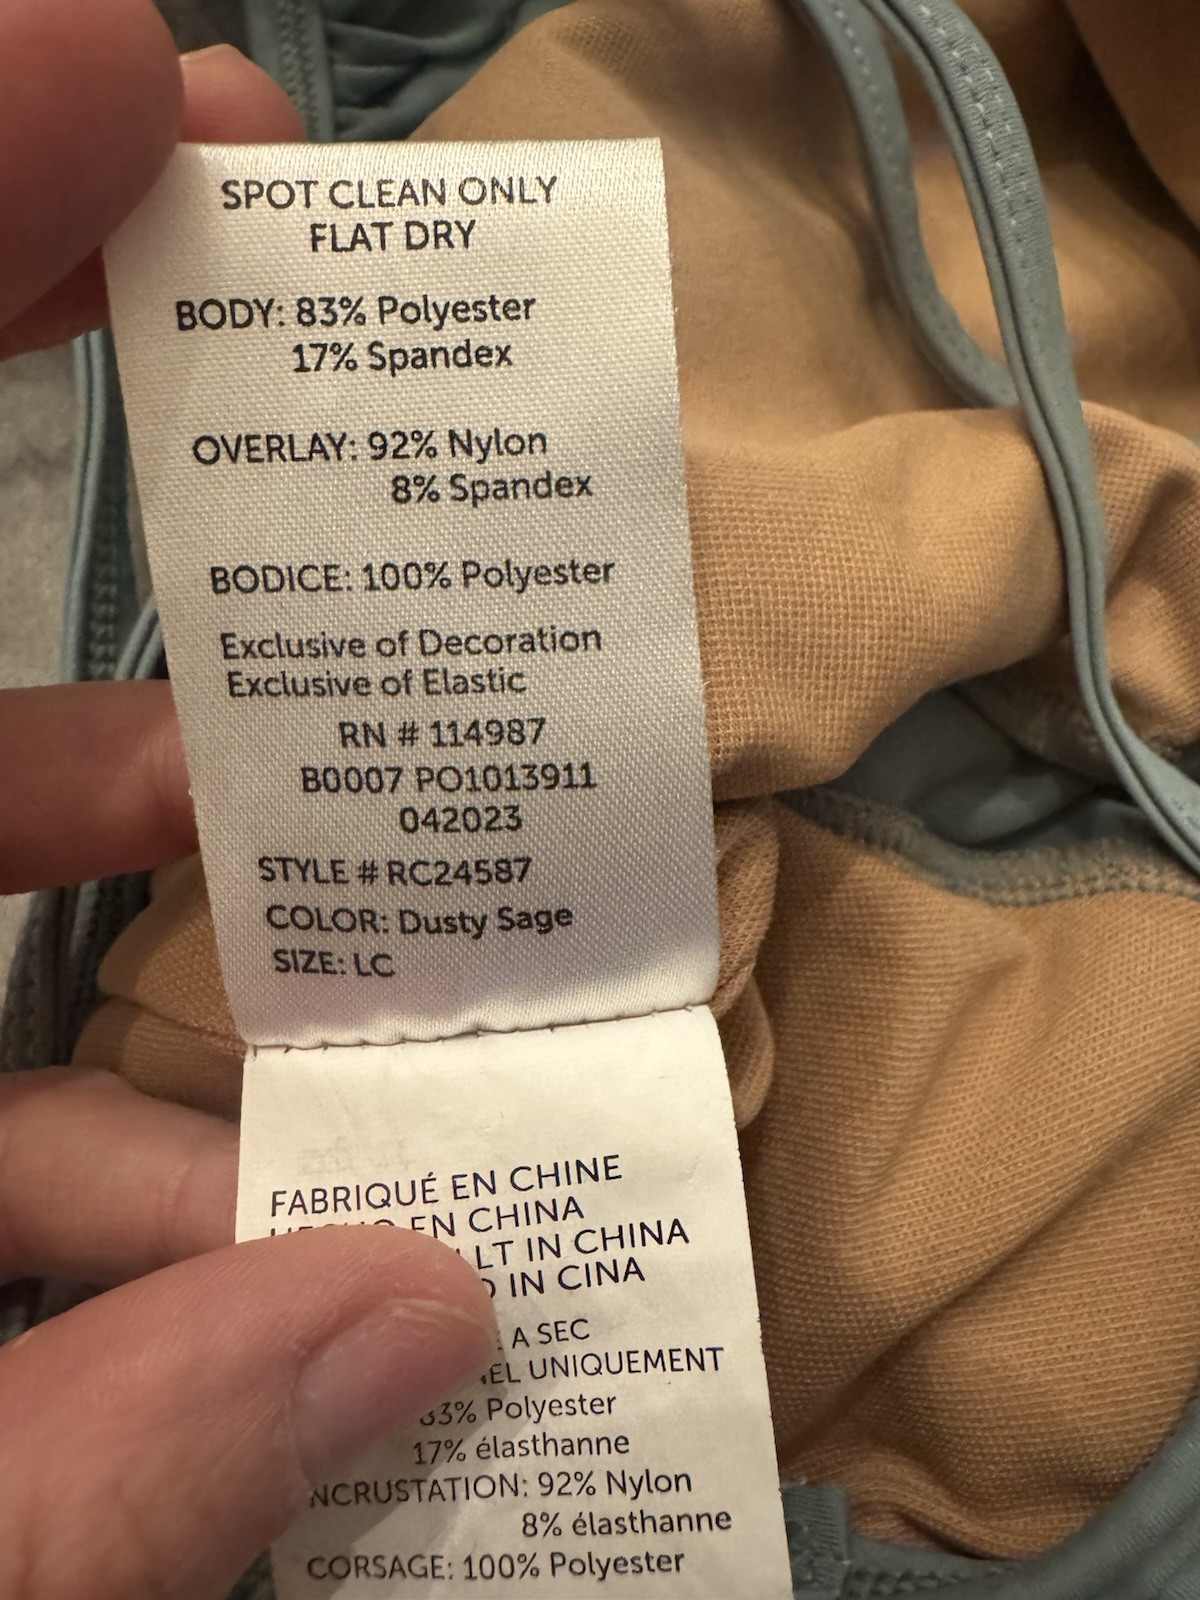 SPOT CLEAN ONLY
FLAT DRY
BODY: 83% Polyester
17% Spandex
OVERLAY: 92% Nylon
8% Spandex
BODICE: 100% Polyester
Exclusive of Decoration
Exclusive of Elastic
RN # 114987
B0007 PO1013911
042023
STYLE # RC24587
COLOR: Dusty Sage
SIZE: LC
FABRIQUÉ EN CHINE
EN CHINA
IN CHINA
IN CINA
A SEC
UNIQUEMENT
Polyester
17% élasthanne
92% Nylon
8% élasthanne
CORSAGE: 100% Polyester